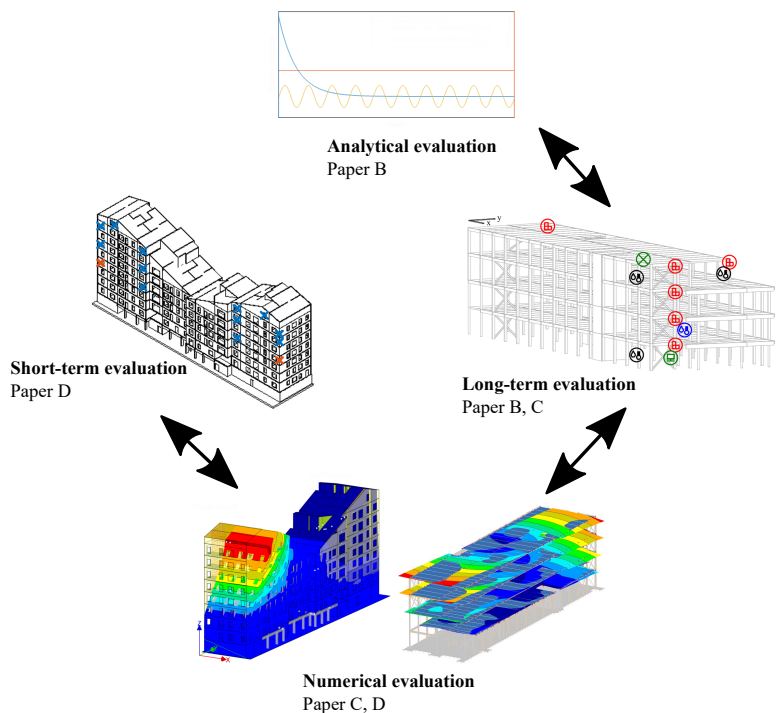 Analytical evaluation
Paper B
y
x
Short-term evaluation
Paper D
Long-term evaluation
Paper B, C
Z
X
Numerical evaluation
Paper C, D